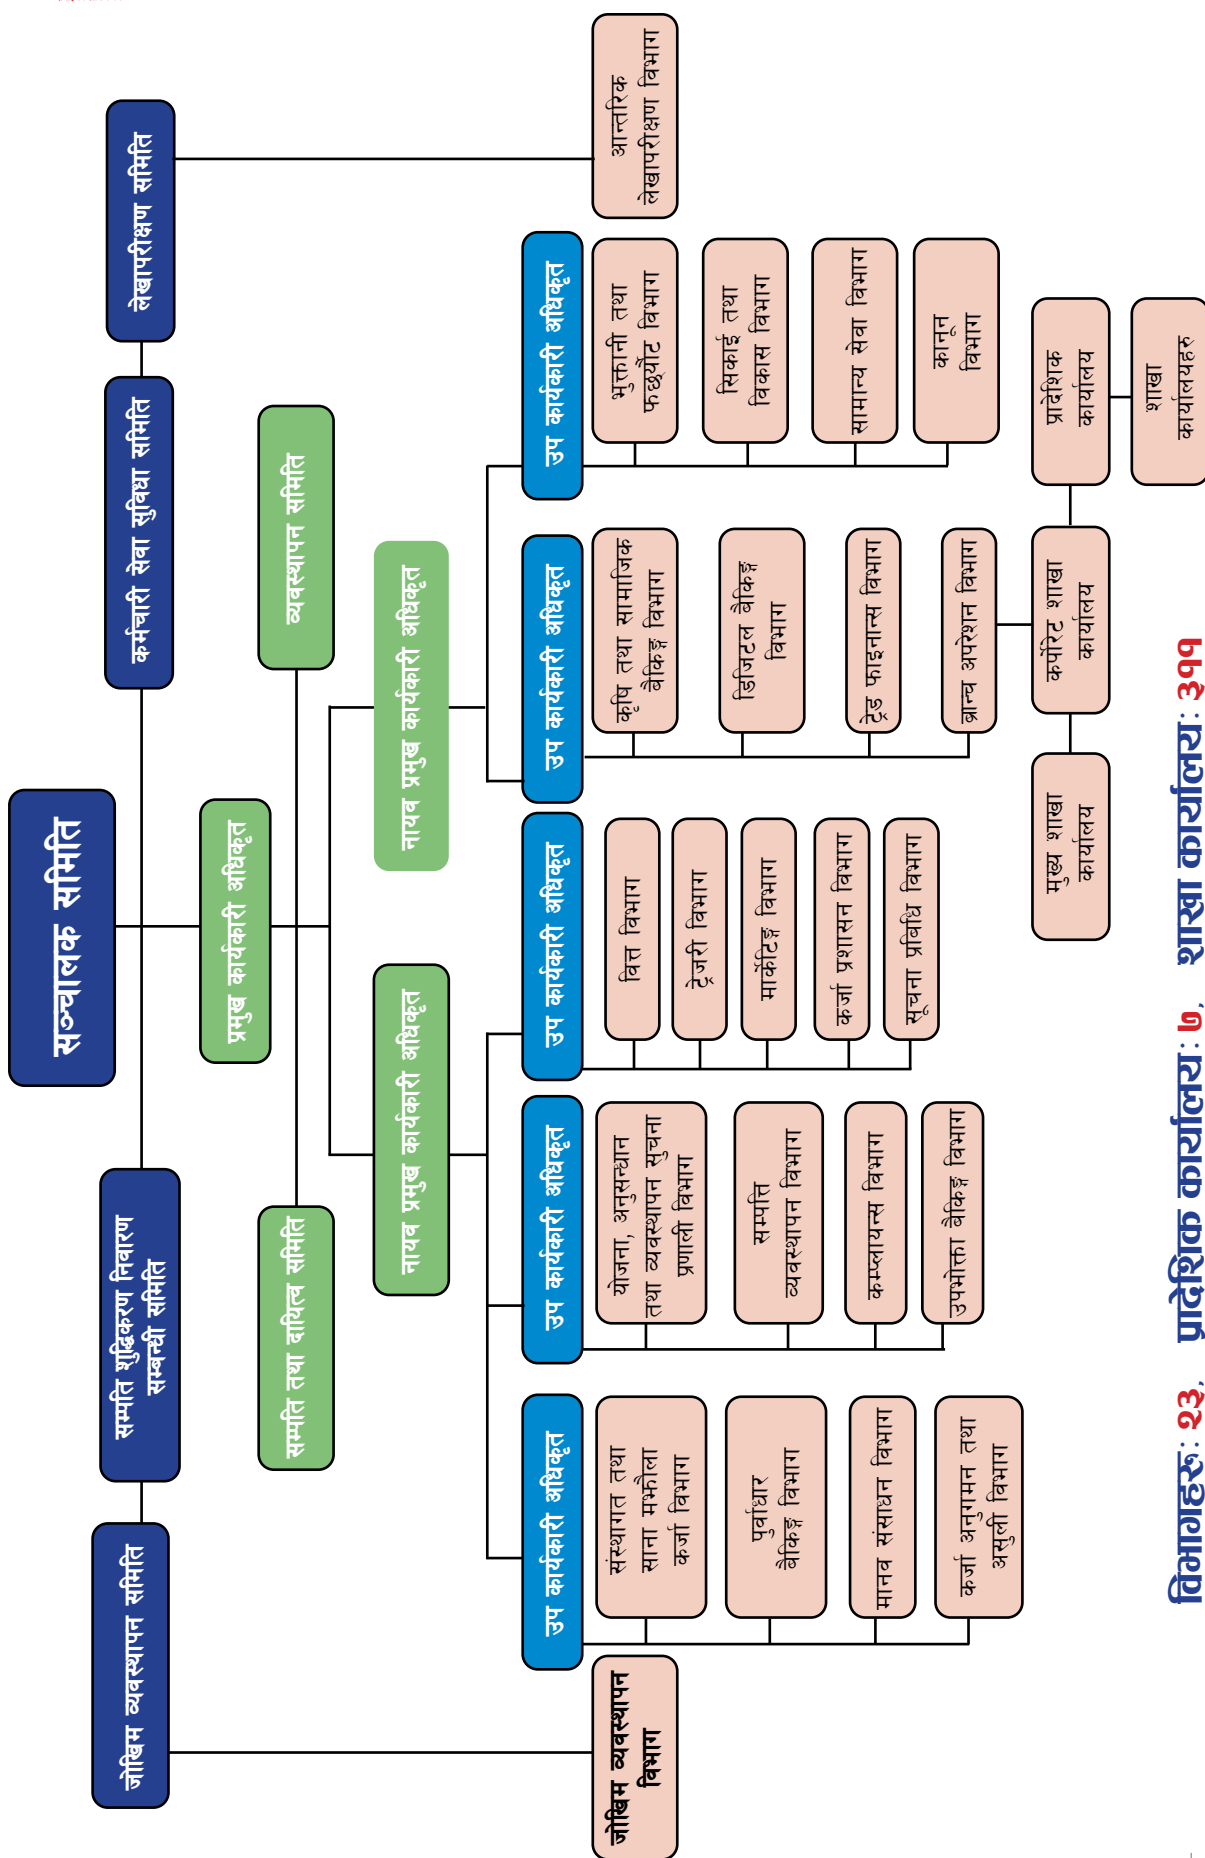 सञ्चालक समिति
जोखिम व्यवस्थापन समिति
सम्पति शुद्धिकरण निवारण
सम्बन्धी समिति
कर्मचारी सेवा सुविधा समिति
लेखापरीक्षण समिति
प्रमुख कार्यकारी अधिकृत
सम्पति तथा दायित्व समिति
व्यवस्थापन समिति
नायव प्रमुख कार्यकारी अधिकृत
नायव प्रमुख कार्यकारी अधिकृत
उप कार्यकारी अधिकृत
उप कार्यकारी अधिकृत
उप कार्यकारी अधिकृत
उप कार्यकारी अधिकृत
उप कार्यकारी अधिकृत
जोखिम व्यवस्थापन
विभाग
संस्थागत तथा
साना मझौला
कर्जा विभाग
पुर्वाधार
बैकिङ्ग विभाग
मानव संसाधन विभाग
कर्जा अनुगमन तथा
असुली विभाग
योजना, अनुसन्धान
तथा व्यवस्थापन सुचना
प्रणाली विभाग
सम्पत्ति
व्यवस्थापन विभाग
कम्प्लायन्स विभाग
उपभोक्ता बैकिङ्ग विभाग
वित्त विभाग
ट्रेजरी विभाग
मार्केटिङ्ग विभाग
कर्जा प्रशासन विभाग
सूचना प्रबिधि विभाग
कृषि तथा सामाजिक
बैकिङ्ग विभाग
डिजिटल बैकिङ्ग
विभाग
ट्रेड फाइनान्स विभाग
ब्रान्च अपरेशन विभाग
भुक्तानी तथा
फछ्र्यौट विभाग
सिकाई तथा
विकास विभाग
सामान्य सेवा विभाग
कानून
विभाग
आन्तरिक
लेखापरीक्षण विभाग
मुख्य शाखा
कार्यालय
कर्पोरेट शाखा
कार्यालय
प्रादेशिक
कार्यालय
शाखा
कार्यालयहरु
विभागहरु: २३, प्रादेशिक कार्यालय: ७, शाखा कार्यालय: ३११